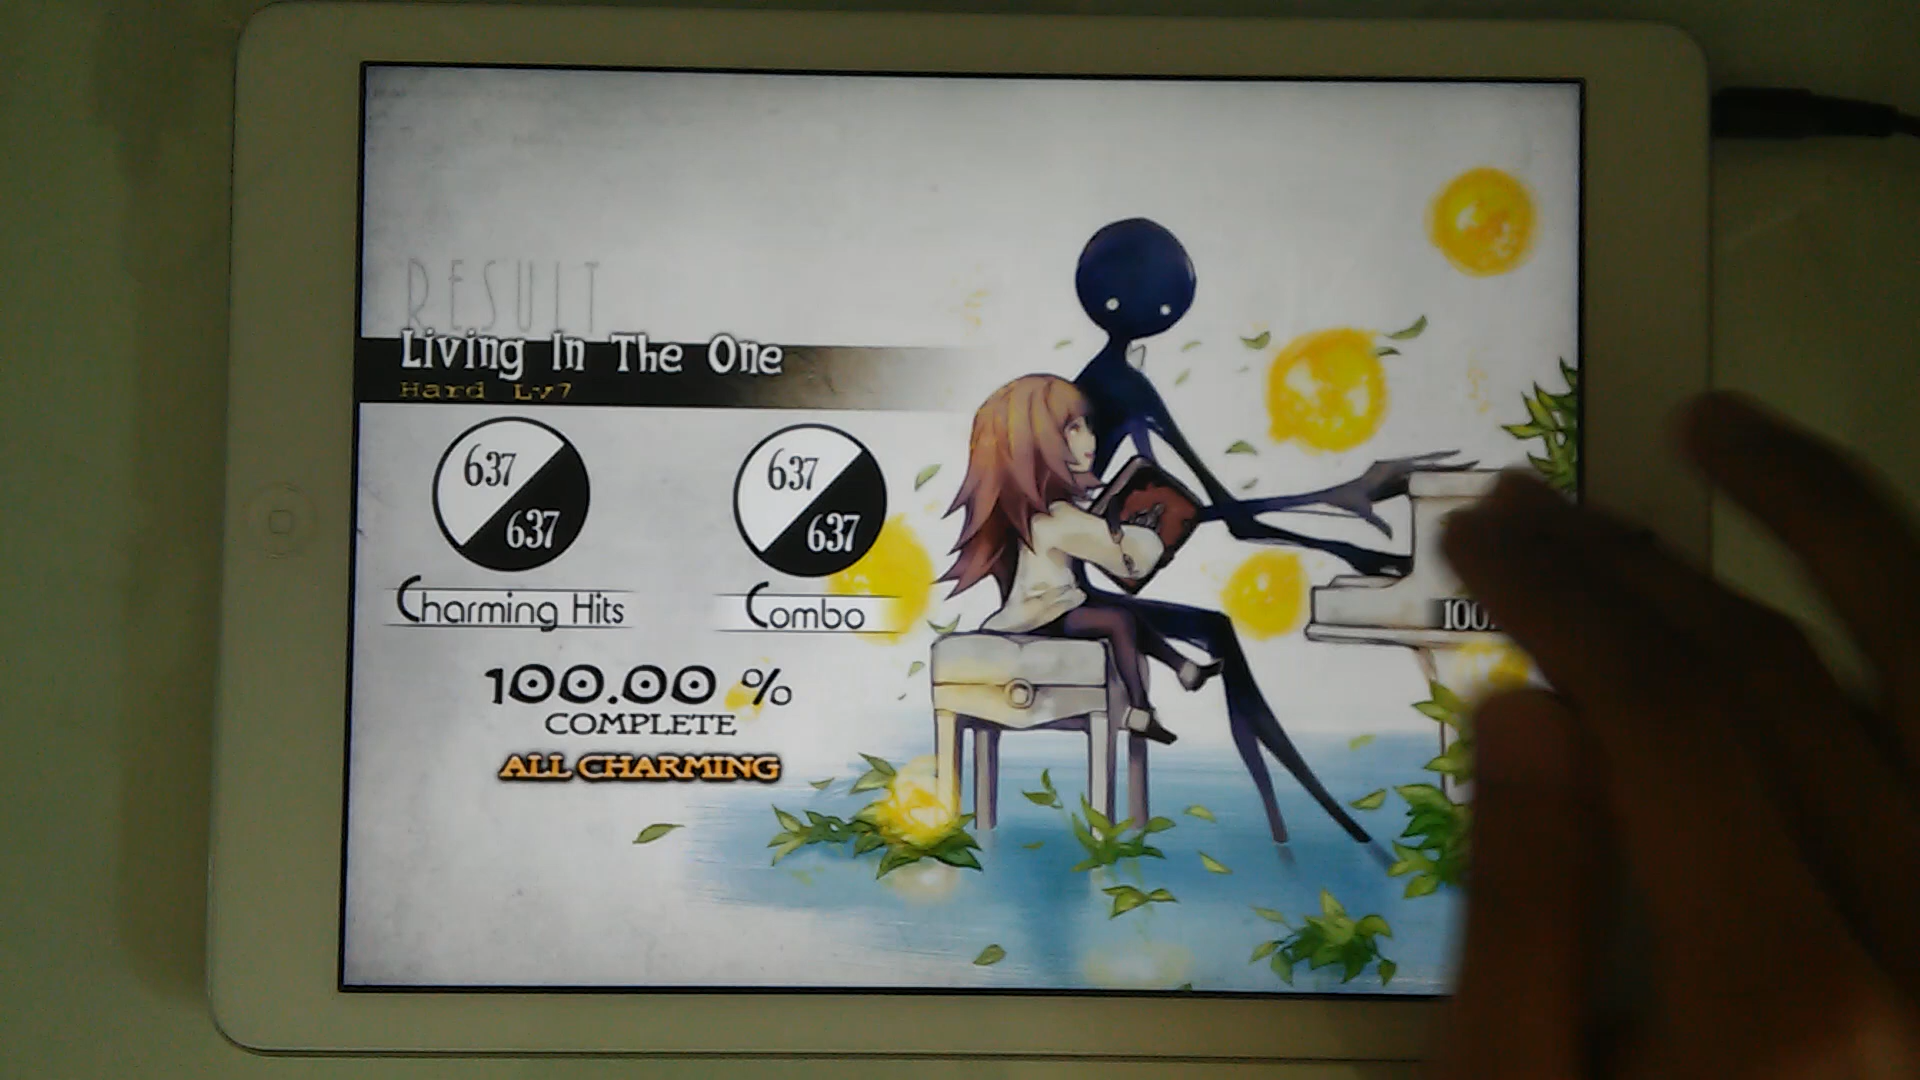 RESULT
Living In The One
Hard Lv7
637
637
637
637
Charming Hits
Combo
100.
100.00 %
COMPLETE
ALL CHARMING